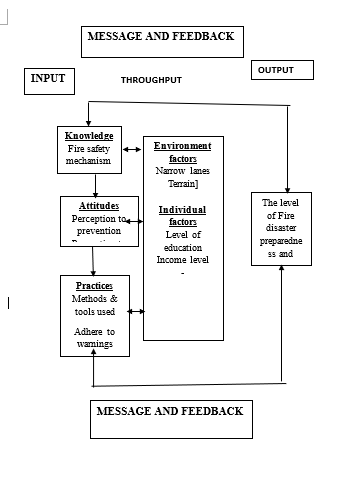 MESSAGE AND FEEDBACK
INPUT
THROUGHPUT
OUTPUT
Knowledge
Fire safety
mechanism
Environment
factors
Narrow lanes
Terrain]
Individual
factors
Level of
education
Income level
-
Attitudes
Perception to
prevention
Practices
Methods &
tools used
Adhere to
warnings
The level
of Fire
disaster
preparedne
ss and
MESSAGE AND FEEDBACK